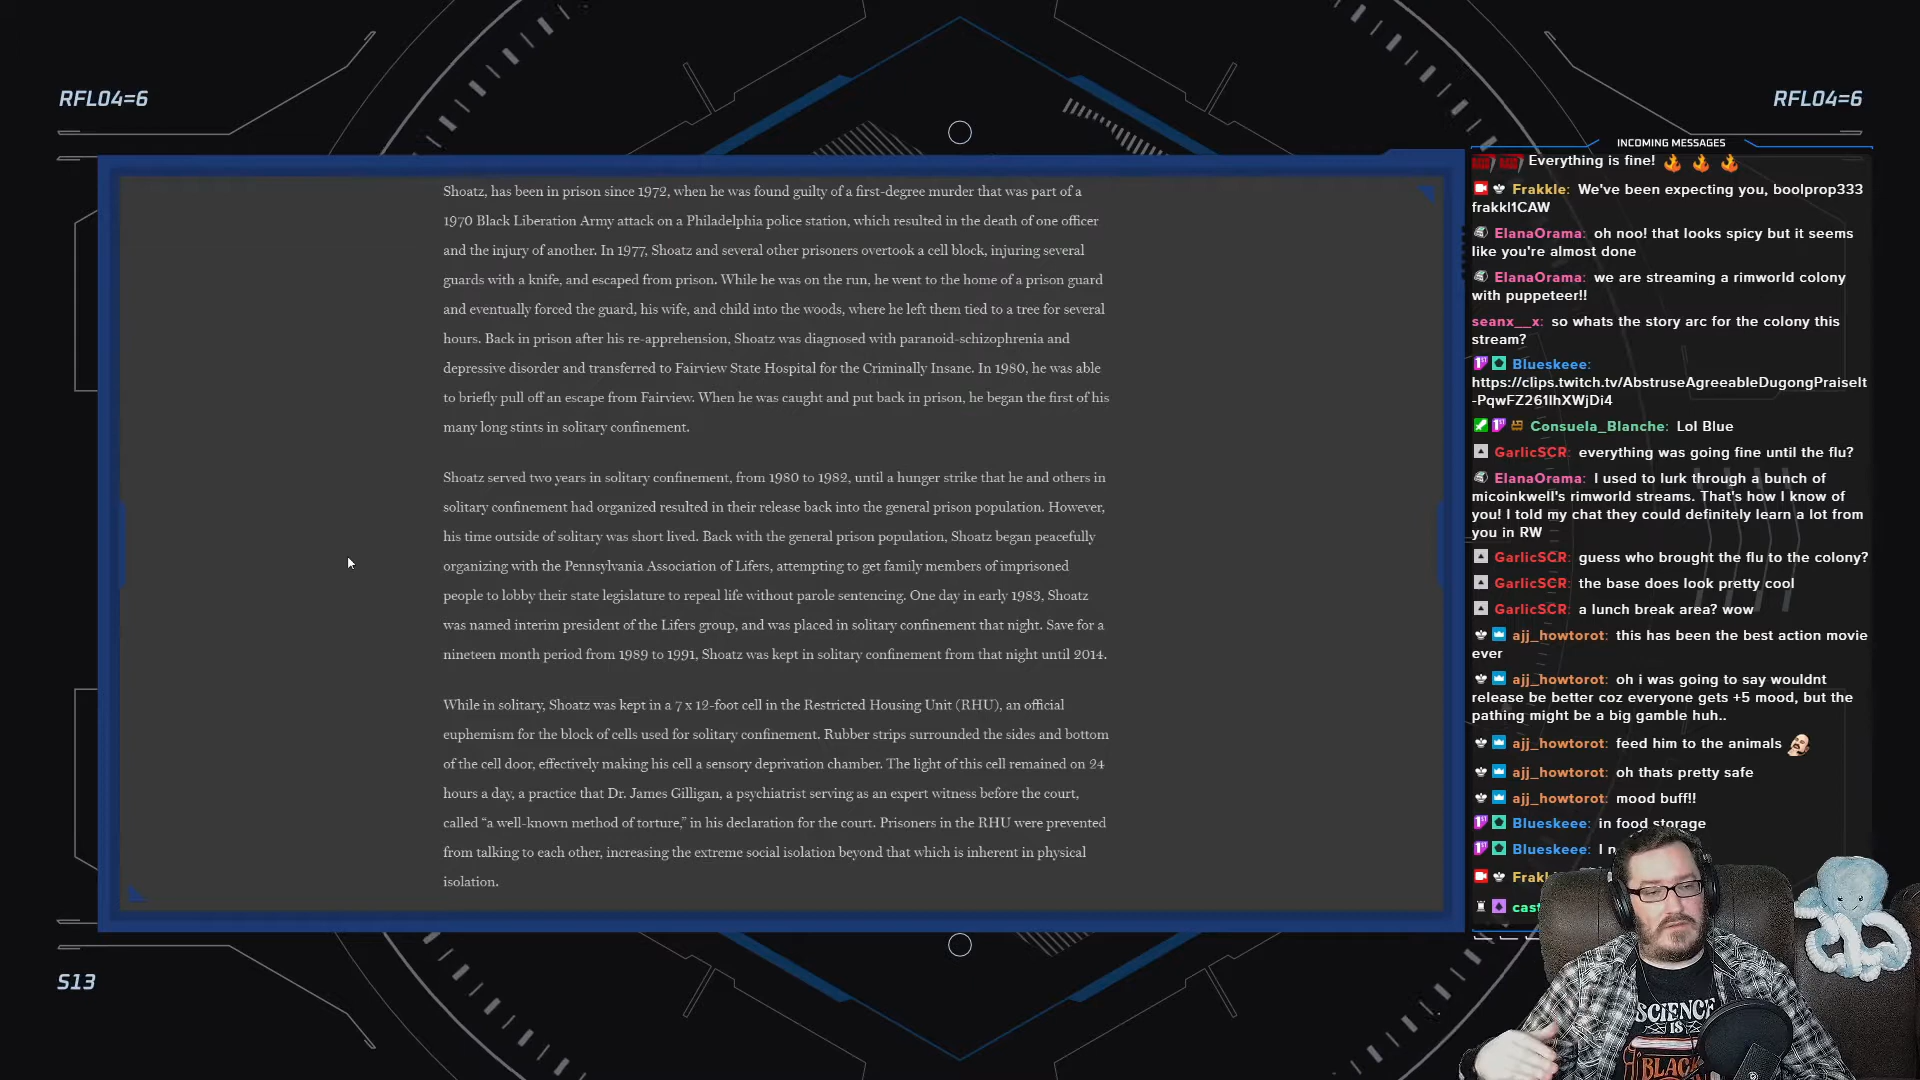 RFL04=6
RFL04=6
INCOMING MESSAGES
Everything is fine!
Frakkle: We've been expecting you, boolprop333
frakkl1CAW
ElanaOrama: oh noo! that looks spicy but it seems
like you're almost done
ElanaOrama: we are streaming a rimworld colony
with puppeteer!!
seanx__x: so whats the story arc for the colony this
stream?
Blueskeee:
https://clips.twitch.tv/AbstruseAgreeableDugongPraiseIt
-PqwFZ261lhXWjDi4
Consuela_Blanche: Lol Blue
GarlicSCR: everything was going fine until the flu?
ElanaOrama: I used to lurk through a bunch of
micoinkwell's rimworld streams. That's how I know of
you! I told my chat they could definitely learn a lot from
you in RW
GarlicSCR: guess who brought the flu to the colony?
GarlicSCR: the base does look pretty cool
GarlicSCR: a lunch break area? wow
ajj_howtorot: this has been the best action movie
ever
ajj_howtorot: oh i was going to say wouldnt
release be better coz everyone gets +5 mood, but the
pathing might be a big gamble huh..
ajj_howtorot: feed him to the animals
ajj_howtorot: oh thats pretty safe
ajj_howtorot: mood buff!!
Blueskeee: in food storage
Blueskeee: I
Shoatz, has been in prison since 1972, when he was found guilty of a first-degree murder that was part of a
1970 Black Liberation Army attack on a Philadelphia police station, which resulted in the death of one officer
and the injury of another. In 1977, Shoatz and several other prisoners overtook a cell block, injuring several
guards with a knife, and escaped from prison. While he was on the run, he went to the home of a prison guard
and eventually forced the guard, his wife, and child into the woods, where he left them tied to a tree for several
hours. Back in prison after his re-apprehension, Shoatz was diagnosed with paranoid-schizophrenia and
depressive disorder and transferred to Fairview State Hospital for the Criminally Insane. In 1980, he was able
to briefly pull off an escape from Fairview. When he was caught and put back in prison, he began the first of his
many long stints in solitary confinement.
Shoatz served two years in solitary confinement, from 1980 to 1982, until a hunger strike that he and others in
solitary confinement had organized resulted in their release back into the general prison population. However,
his time outside of solitary was short lived. Back with the general prison population, Shoatz began peacefully
organizing with the Pennsylvania Association of Lifers, attempting to get family members of imprisoned
people to lobby their state legislature to repeal life without parole sentencing. One day in early 1983, Shoatz
was named interim president of the Lifers group, and was placed in solitary confinement that night. Save for a
nineteen month period from 1989 to 1991, Shoatz was kept in solitary confinement from that night until 2014.
While in solitary, Shoatz was kept in a 7 x 12-foot cell in the Restricted Housing Unit (RHU), an official
euphemism for the block of cells used for solitary confinement. Rubber strips surrounded the sides and bottom
of the cell door, effectively making his cell a sensory deprivation chamber. The light of this cell remained on 24
hours a day, a practice that Dr. James Gilligan, a psychiatrist serving as an expert witness before the court,
called “a well-known method of torture,” in his declaration for the court. Prisoners in the RHU were prevented
from talking to each other, increasing the extreme social isolation beyond that which is inherent in physical
isolation.
S13
SCIENCE
IS
BLACK